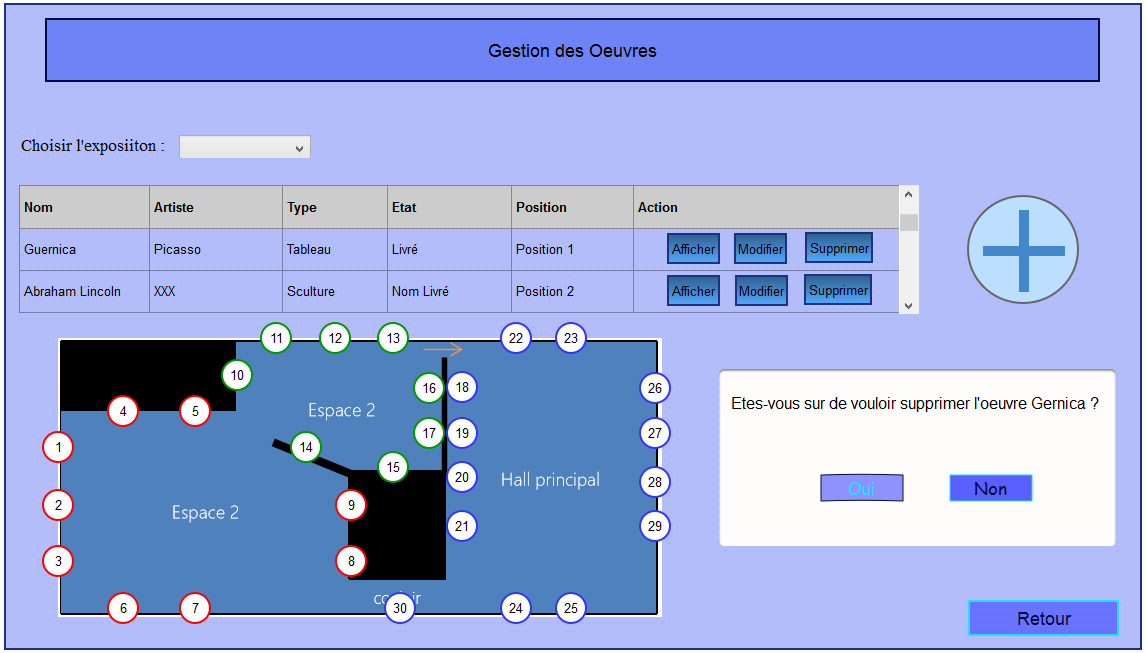 Gestion des Oeuvres
Choisir l'exposiiton :
Nom Artiste Type Etat Position Action
Guernica Picasso Tableau Livré Position 1 Afficher Modifier Supprimer
Abraham Lincoln XXX Sculture Nom Livré Position 2 Afficher Modifier Supprimer
11 12 13 22 23
10 16 18 26
4 5 Espace 2
1 14 17 19 27
15 20 Hall principal 28
2 Espace 2 9 21 29
3 8
6 7 30 24 25
Etes-vous sur de vouloir supprimer l'oeuvre Gernica ?
Oui Non
Retour